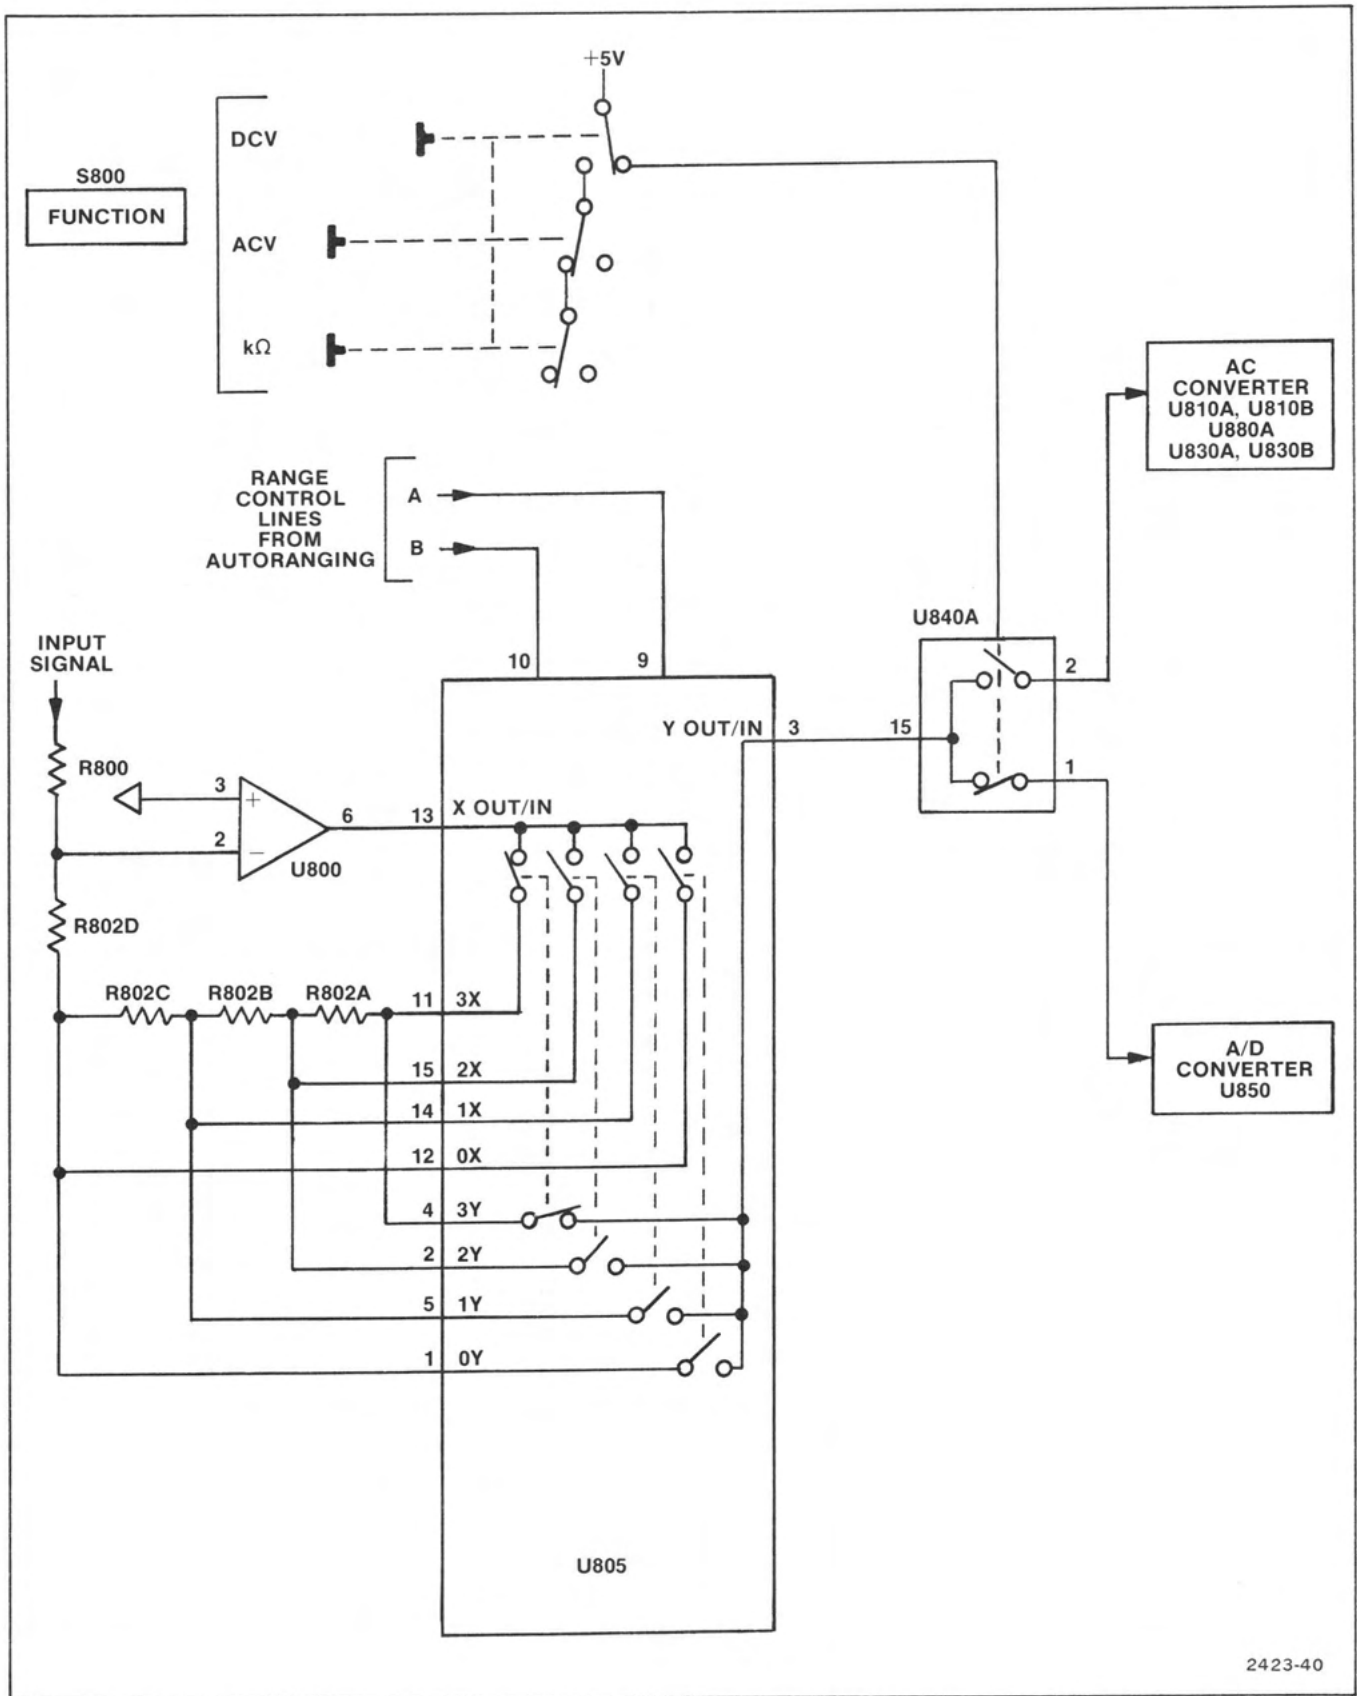 +5V
DCV
S800
FUNCTION
ACV
kΩ
AC
CONVERTER
U810A, U810B
U880A
U830A, U830B
RANGE
CONTROL
LINES
FROM
AUTORANGING
A
B
U840A
INPUT
SIGNAL
10
9
2
Y OUT/IN
3
15
1
R800
3
+
6
13
X OUT/IN
2
−
U800
R802D
R802C
R802B
R802A
11
3X
15
2X
14
1X
12
0X
A/D
CONVERTER
U850
4
3Y
2
2Y
5
1Y
1
0Y
U805
2423-40